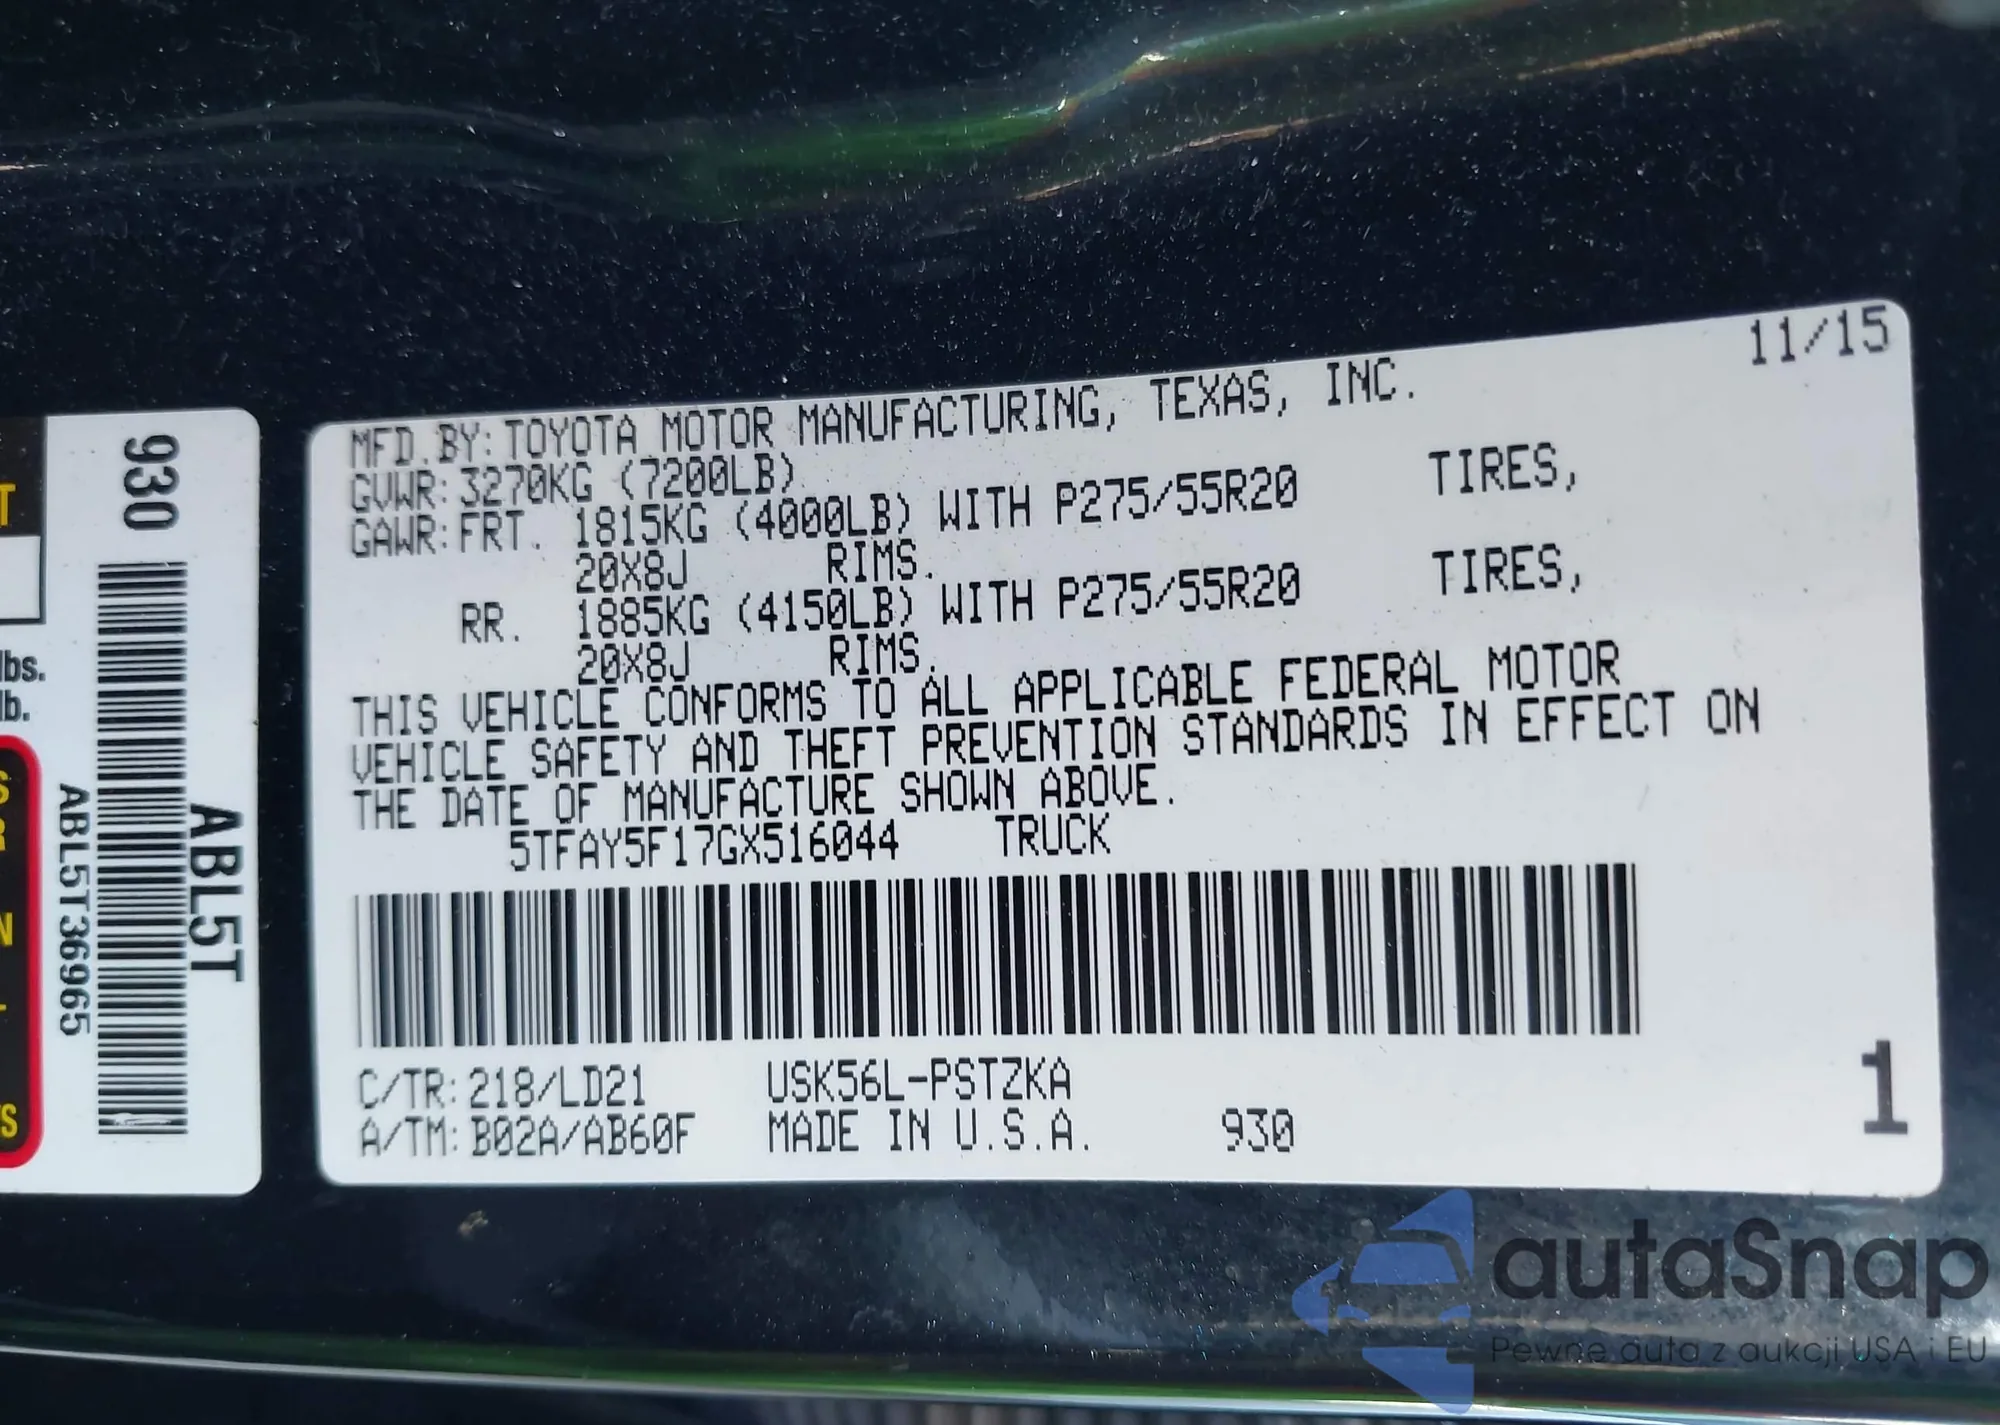 T
lbs.
lb.
S
N
TS
930
ABL5T
ABL5T36965
11/15
MFD.BY:TOYOTA MOTOR MANUFACTURING, TEXAS, INC.
GVWR:3270KG (7200LB)
GAWR:FRT. 1815KG (4000LB) WITH P275/55R20 TIRES,
20X8J RIMS.
RR. 1885KG (4150LB) WITH P275/55R20 TIRES,
20X8J RIMS.
THIS VEHICLE CONFORMS TO ALL APPLICABLE FEDERAL MOTOR
VEHICLE SAFETY AND THEFT PREVENTION STANDARDS IN EFFECT ON
THE DATE OF MANUFACTURE SHOWN ABOVE.
5TFAY5F17GX516044 TRUCK
C/TR:218/LD21 USK56L-PSTZKA
A/TM:B02A/AB60F MADE IN U.S.A. 930
1
autaSnap
Pewne auta z aukcji USA i EU